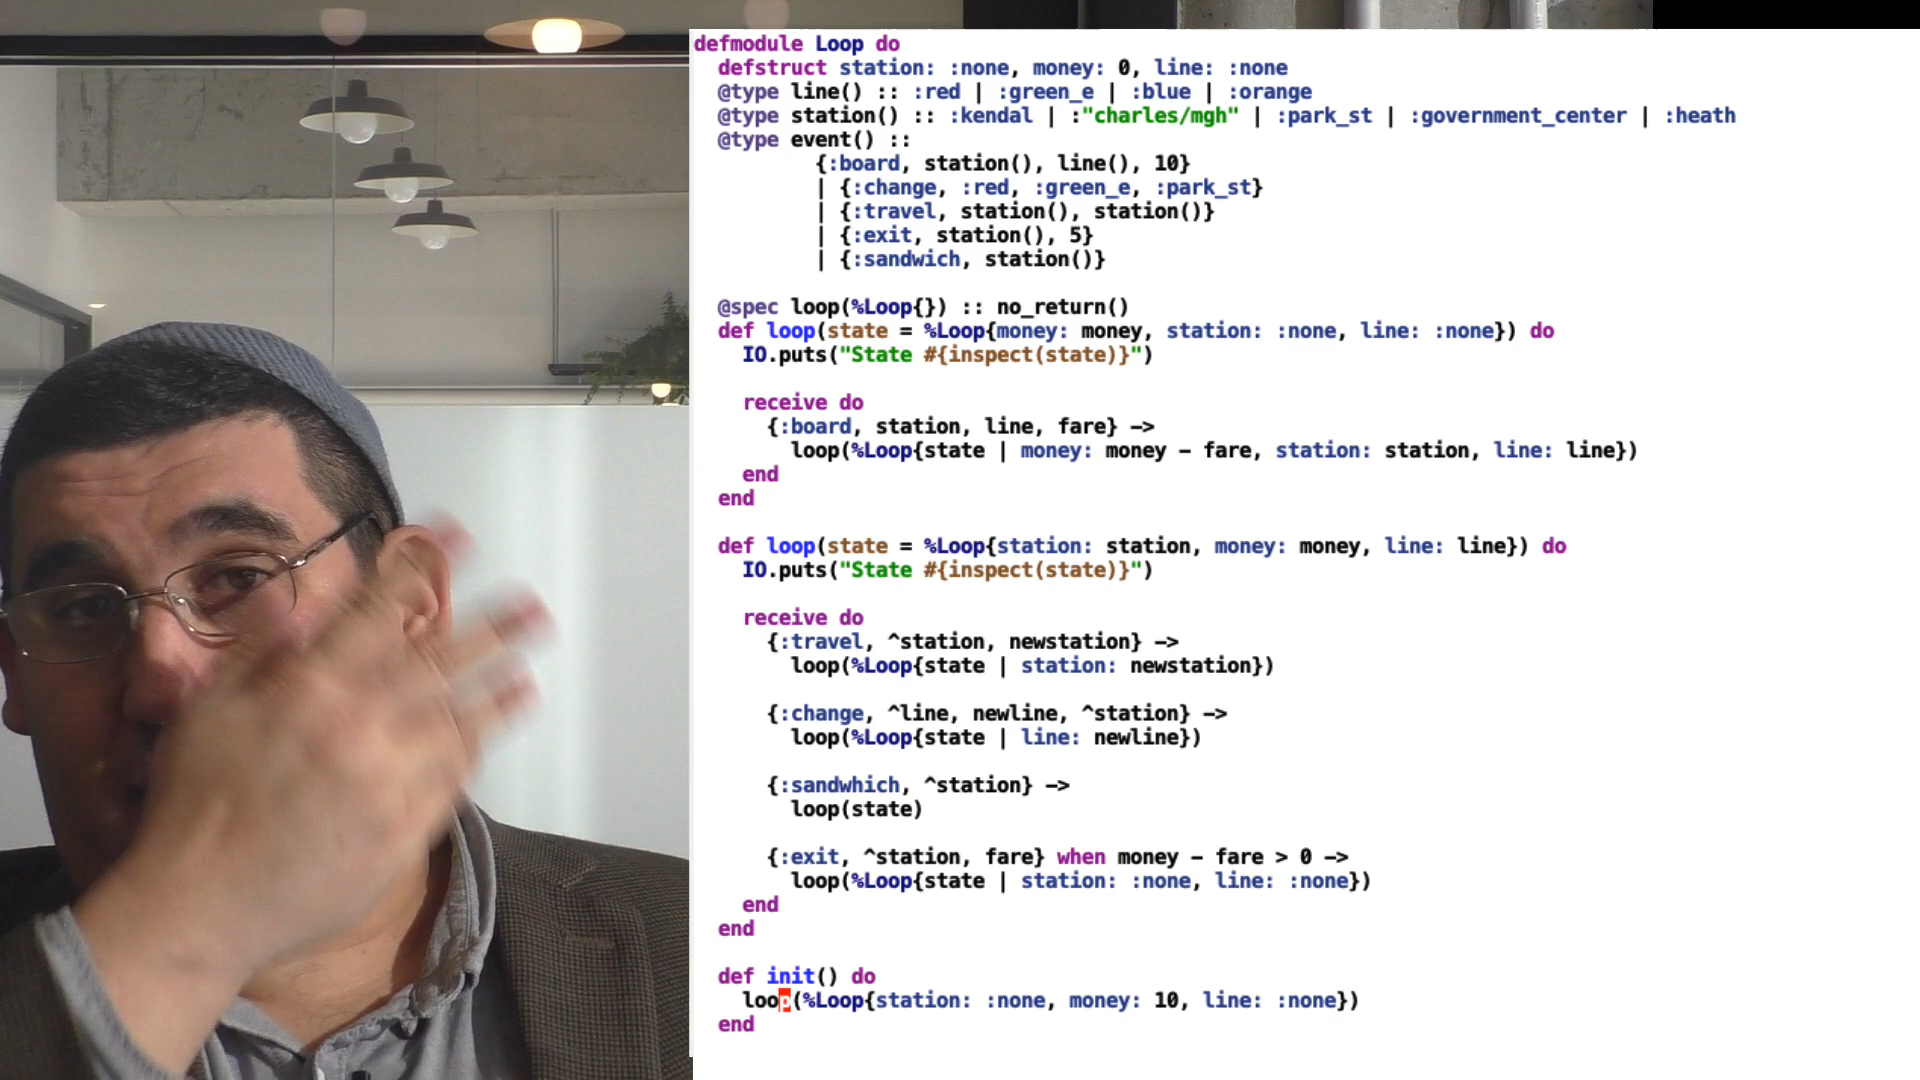 defmodule Loop do
defstruct station: :none, money: 0, line: :none
@type line() :: :red | :green_e | :blue | :orange
@type station() :: :kendal | :"charles/mgh" | :park_st | :government_center | :heath
@type event() ::
{:board, station(), line(), 10}
| {:change, :red, :green_e, :park_st}
| {:travel, station(), station()}
| {:exit, station(), 5}
| {:sandwich, station()}
@spec loop(%Loop{}) :: no_return()
def loop(state = %Loop{money: money, station: :none, line: :none}) do
IO.puts("State #{inspect(state)}")
receive do
{:board, station, line, fare} ->
loop(%Loop{state | money: money - fare, station: station, line: line})
end
end
def loop(state = %Loop{station: station, money: money, line: line}) do
IO.puts("State #{inspect(state)}")
receive do
{:travel, ^station, newstation} ->
loop(%Loop{state | station: newstation})
{:change, ^line, newline, ^station} ->
loop(%Loop{state | line: newline})
{:sandwhich, ^station} ->
loop(state)
{:exit, ^station, fare} when money - fare > 0 ->
loop(%Loop{state | station: :none, line: :none})
end
end
def init() do
loop(%Loop{station: :none, money: 10, line: :none})
end